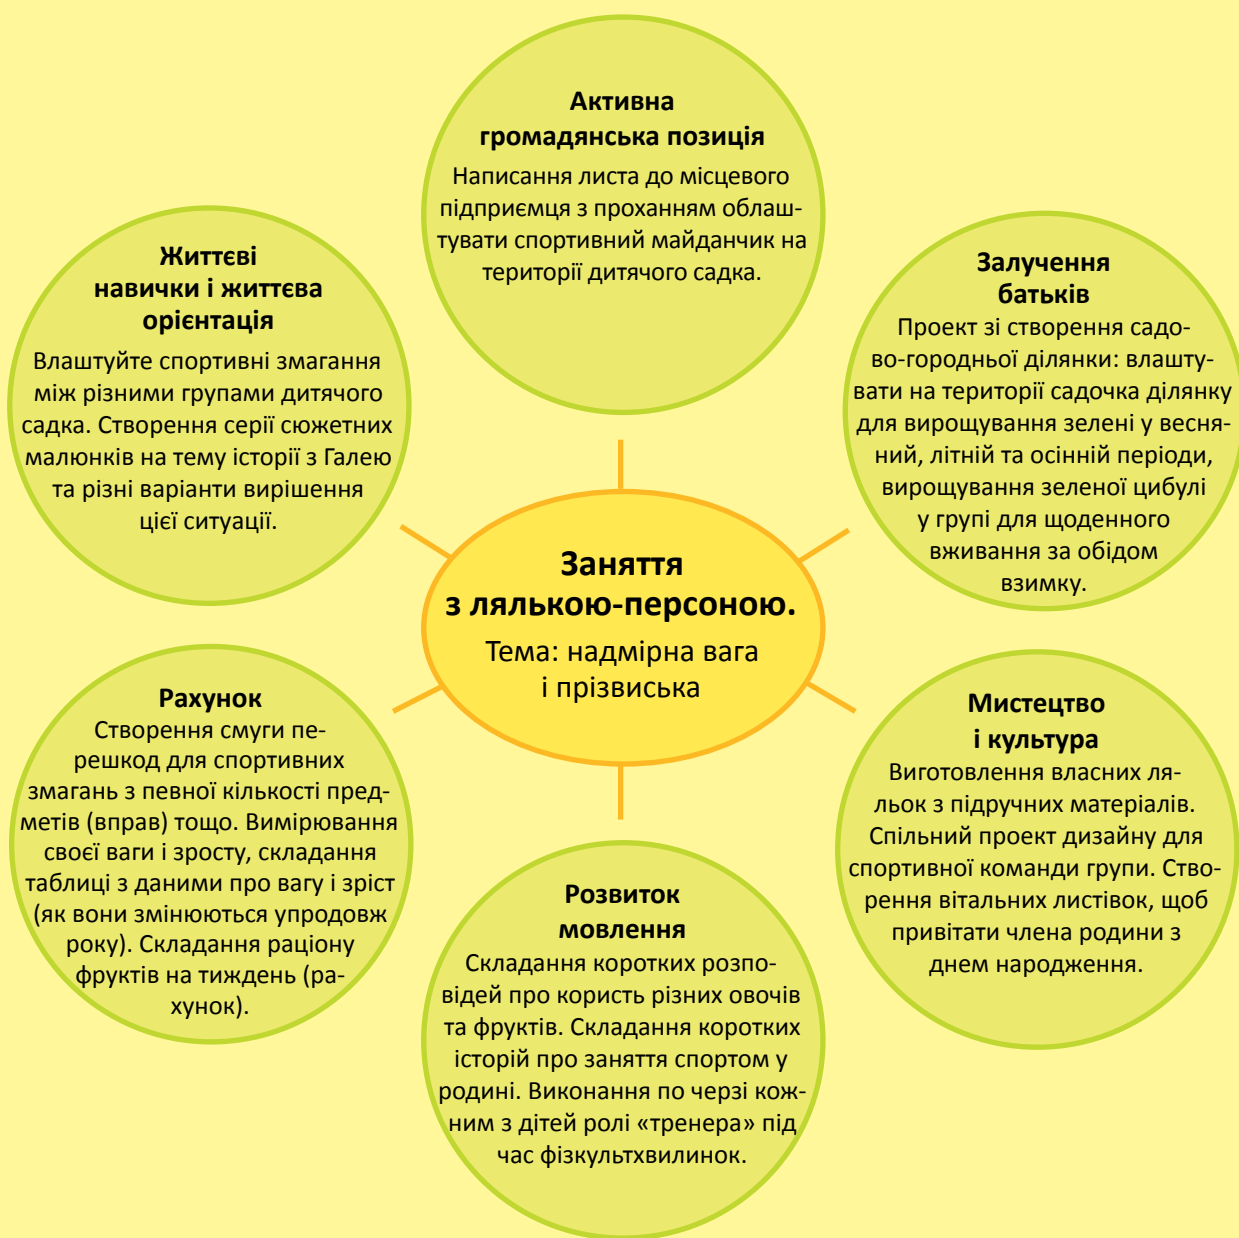 Активна
громадянська позиція
Написання листа до місцевого
підприємця з проханням облаш-
тувати спортивний майданчик на
території дитячого садка.
Життєві
навички і життєва
орієнтація
Влаштуйте спортивні змагання
між різними групами дитячого
садка. Створення серії сюжетних
малюнків на тему історії з Галею
та різні варіанти вирішення
цієї ситуації.
Залучення
батьків
Проект зі створення садо-
во-городньої ділянки: влашту-
вати на території садочка ділянку
для вирощування зелені у весня-
ний, літній та осінній періоди,
вирощування зеленої цибулі
у групі для щоденного
вживання за обідом
взимку.
Заняття
з лялькою-персоною.
Тема: надмірна вага
і прізвиська
Рахунок
Створення смуги пе-
решкод для спортивних
змагань з певної кількості пред-
метів (вправ) тощо. Вимірювання
своєї ваги і зросту, складання
таблиці з даними про вагу і зріст
(як вони змінюються упродовж
року). Складання раціону
фруктів на тиждень (ра-
хунок).
Мистецтво
і культура
Виготовлення власних ля-
льок з підручних матеріалів.
Спільний проект дизайну для
спортивної команди групи. Ство-
рення вітальних листівок, щоб
привітати члена родини з
днем народження.
Розвиток
мовлення
Складання коротких розпо-
відей про користь різних овочів
та фруктів. Складання коротких
історій про заняття спортом у
родині. Виконання по черзі кож-
ним з дітей ролі «тренера» під
час фізкультхвилинок.